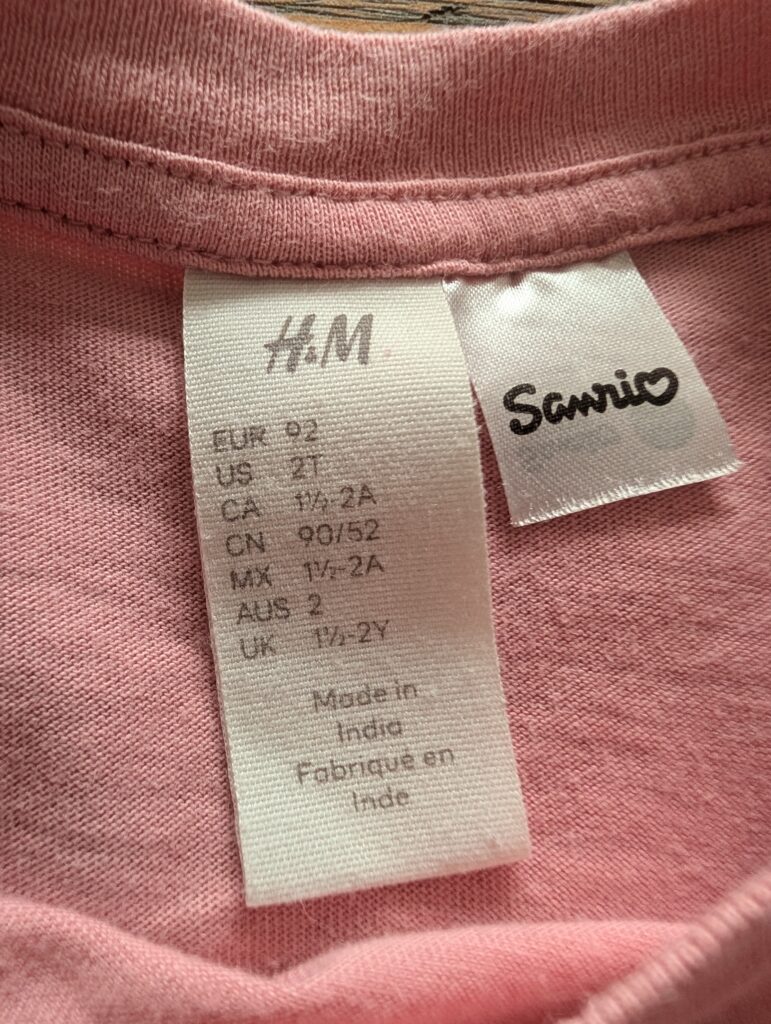 H&M
EUR 92
US 2T
CA 1½-2A
CN 90/52
MX 1½-2A
AUS 2
UK 1½-2Y
Made in
India
Fabriqué en
Inde
Sanrio